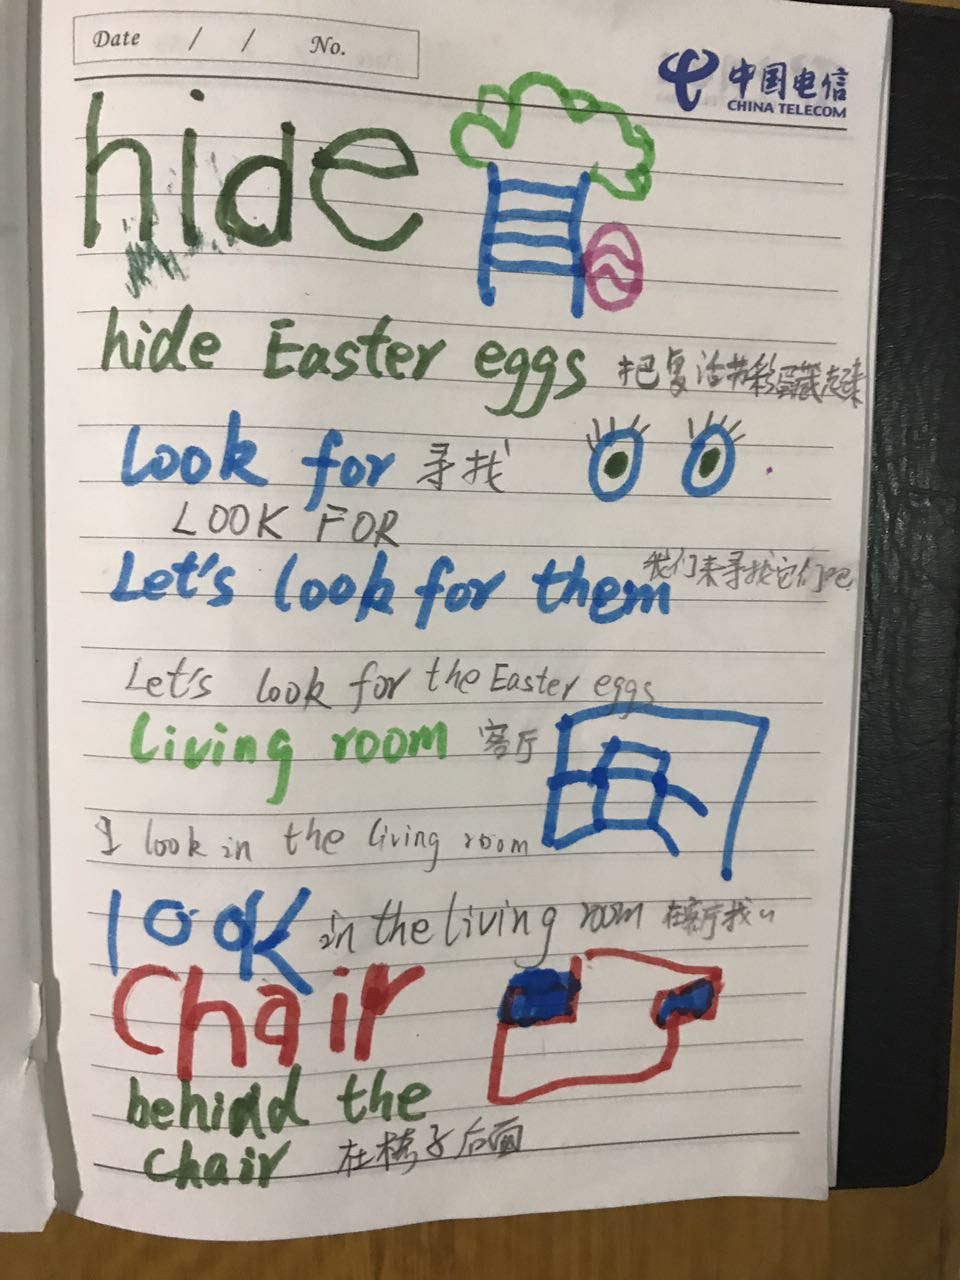 Date / / No.
中国电信
CHINA TELECOM
hide
hide Easter eggs 把复活节彩蛋藏起来
look for 寻找
LOOK FOR
Let's look for them 我们来寻找它们吧
Let's look for the Easter eggs
living room 客厅
I look in the living room
look in the living room 在客厅找
Chair
behind the
chair 在椅子后面